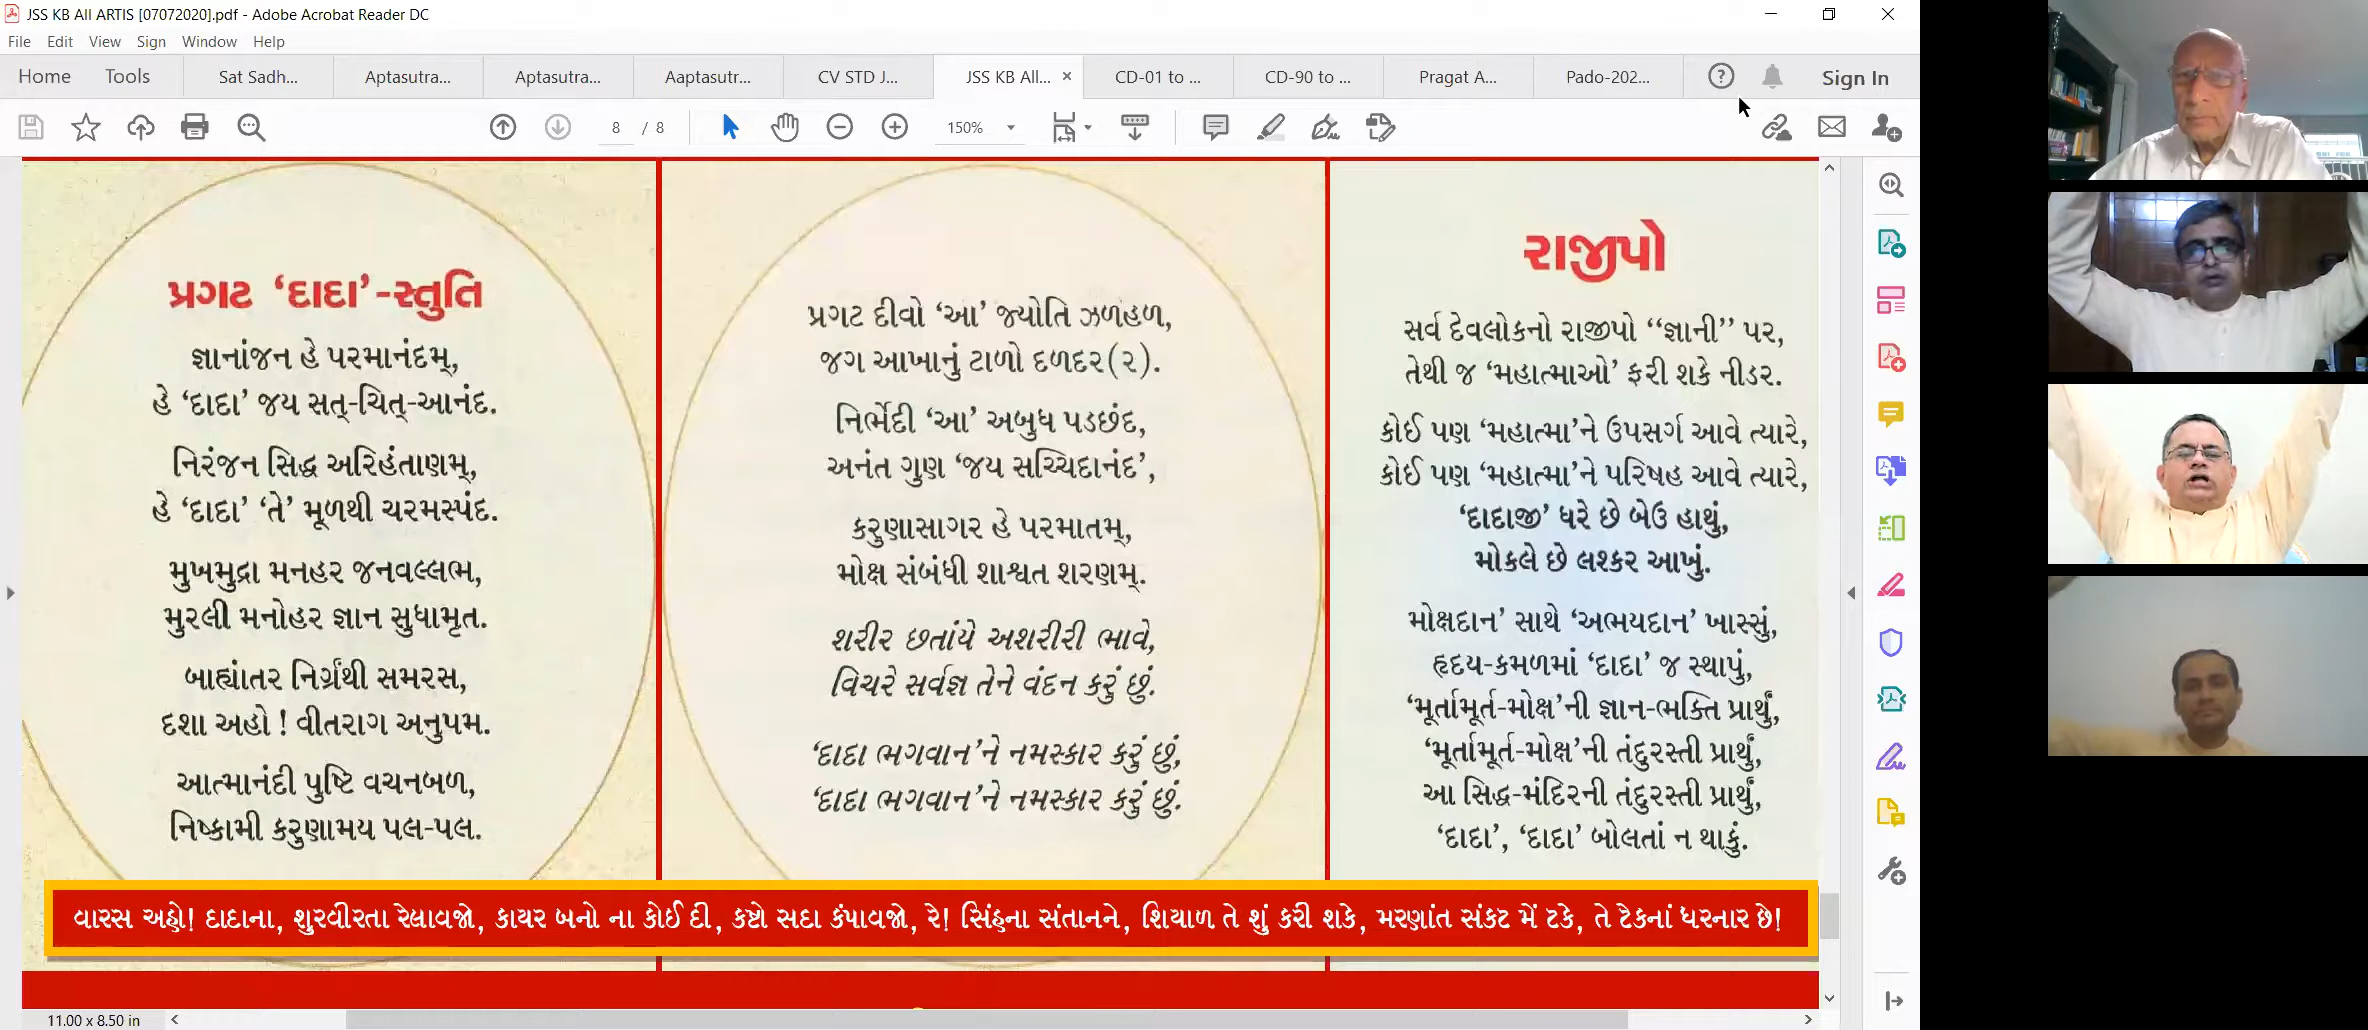 JSS KB All ARTIS [07072020].pdf - Adobe Acrobat Reader DC
File Edit View Sign Window Help
Home Tools Sat Sadh... Aptasutra... Aptasutra... Aaptasutr... CV STD J... JSS KB All... CD-01 to ... CD-90 to ... Pragat A... Pado-202... Sign In
8 / 8 150%
પ્રગટ ‘દાદા’-સ્તુતિ
જ્ઞાનાંજન હે પરમાનંદમ્,
હે ‘દાદા’ જય સત્-ચિત્-આનંદ.
નિરંજન સિદ્ધ અરિહંતાણમ્,
હે ‘દાદા’ ‘તે’ મૂળથી ચરમસ્પંદ.
મુખમુદ્રા મનહર જનવલ્લભ,
મુરલી મનોહર જ્ઞાન સુધામૃત.
બાહ્યાંતર નિર્ગ્રંથી સમરસ,
દશા અહો ! વીતરાગ અનુપમ.
આત્માનંદી પુષ્ટિ વચનબળ,
નિષ્કામી કરુણામય પલ-પલ.
પ્રગટ દીવો ‘આ’ જ્યોતિ ઝળહળ,
જગ આખાનું ટાળો દળદર(ર).
નિર્ભેદી ‘આ’ અબુધ પડછંદ,
અનંત ગુણ ‘જય સચ્ચિદાનંદ’,
કરુણાસાગર હે પરમાતમ્,
મોક્ષ સંબંધી શાશ્વત શરણમ્.
શરીર છતાંયે અશરીરી ભાવે,
વિચરે સર્વજ્ઞ તેને વંદન કરું છું.
‘દાદા ભગવાન’ને નમસ્કાર કરું છું,
‘દાદા ભગવાન’ને નમસ્કાર કરું છું.
રાજીપો
સર્વ દેવલોકનો રાજીપો “જ્ઞાની” પર,
તેથી જ ‘મહાત્માઓ’ ફરી શકે નીડર.
કોઈ પણ ‘મહાત્મા’ને ઉપસર્ગ આવે ત્યારે,
કોઈ પણ ‘મહાત્મા’ને પરિષહ આવે ત્યારે,
‘દાદાજી’ ધરે છે બેઉ હાથું,
મોકલે છે લશ્કર આખું.
મોક્ષદાન’ સાથે ‘અભયદાન’ ખાસ્સું,
હૃદય-કમળમાં ‘દાદા’ જ સ્થાપું,
‘મૂર્તામૂર્ત-મોક્ષ’ની જ્ઞાન-ભક્તિ પ્રાર્થું,
‘મૂર્તામૂર્ત-મોક્ષ’ની તંદુરસ્તી પ્રાર્થું,
આ સિદ્ધ-મંદિરની તંદુરસ્તી પ્રાર્થું,
‘દાદા’, ‘દાદા’ બોલતાં ન થાકું.
વારસ અહો! દાદાના, શુરવીરતા રેલાવજો, કાયર બનો ના કોઈ દી, કષ્ટો સદા કંપાવજો, રે! સિંહના સંતાનને, શિયાળ તે શું કરી શકે, મરણાંત સંકટ મેં ટકે, તે ટેકનાં ધરનાર છે!
11.00 x 8.50 in